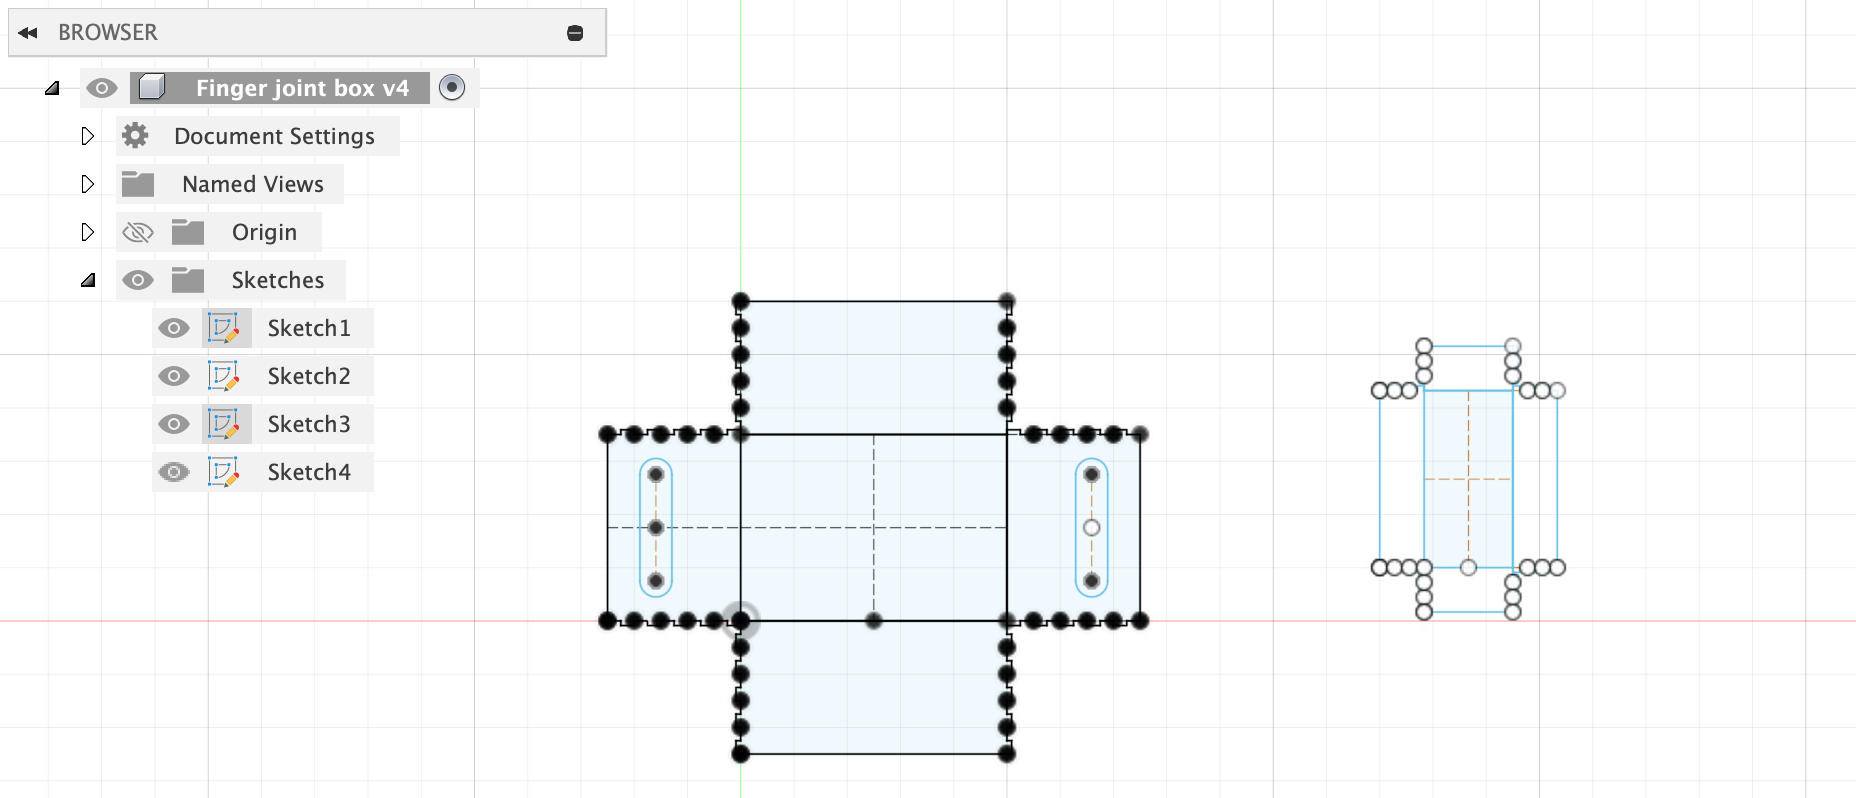 BROWSER
Finger joint box v4
Document Settings
Named Views
Origin
Sketches
Sketch1
Sketch2
Sketch3
Sketch4